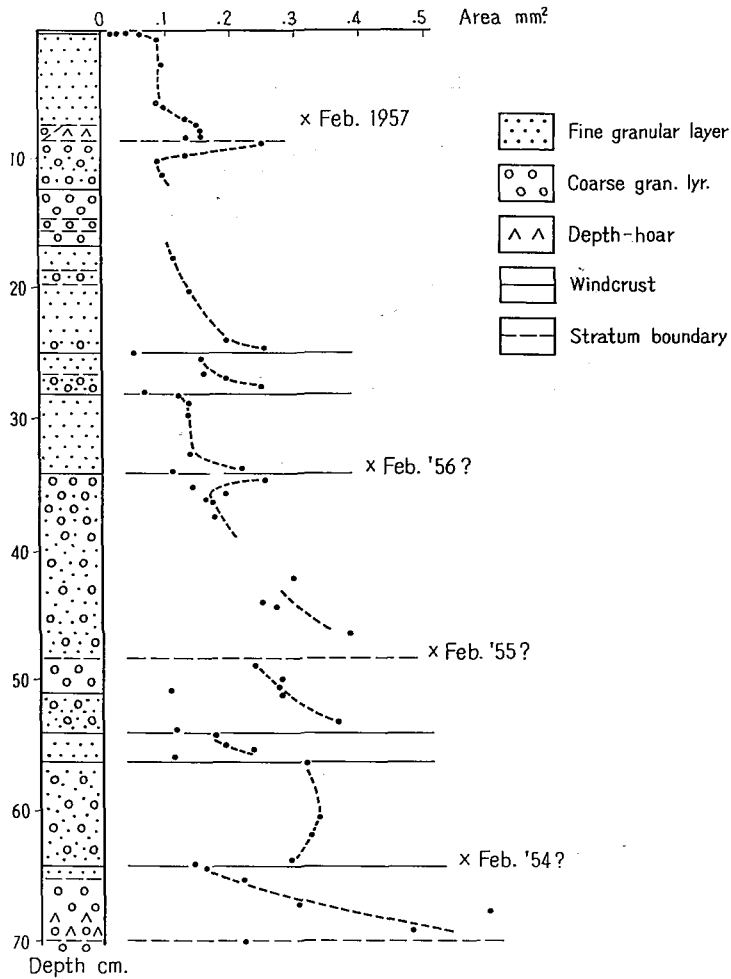 0 .1 .2 .3 .4 .5 Area mm²
x Feb. 1957
Fine granular layer
10
Coarse gran. lyr.
Depth-hoar
Windcrust
20
Stratum boundary
30
x Feb. '56 ?
40
x Feb. '55 ?
50
60
x Feb. '54 ?
70
Depth cm.